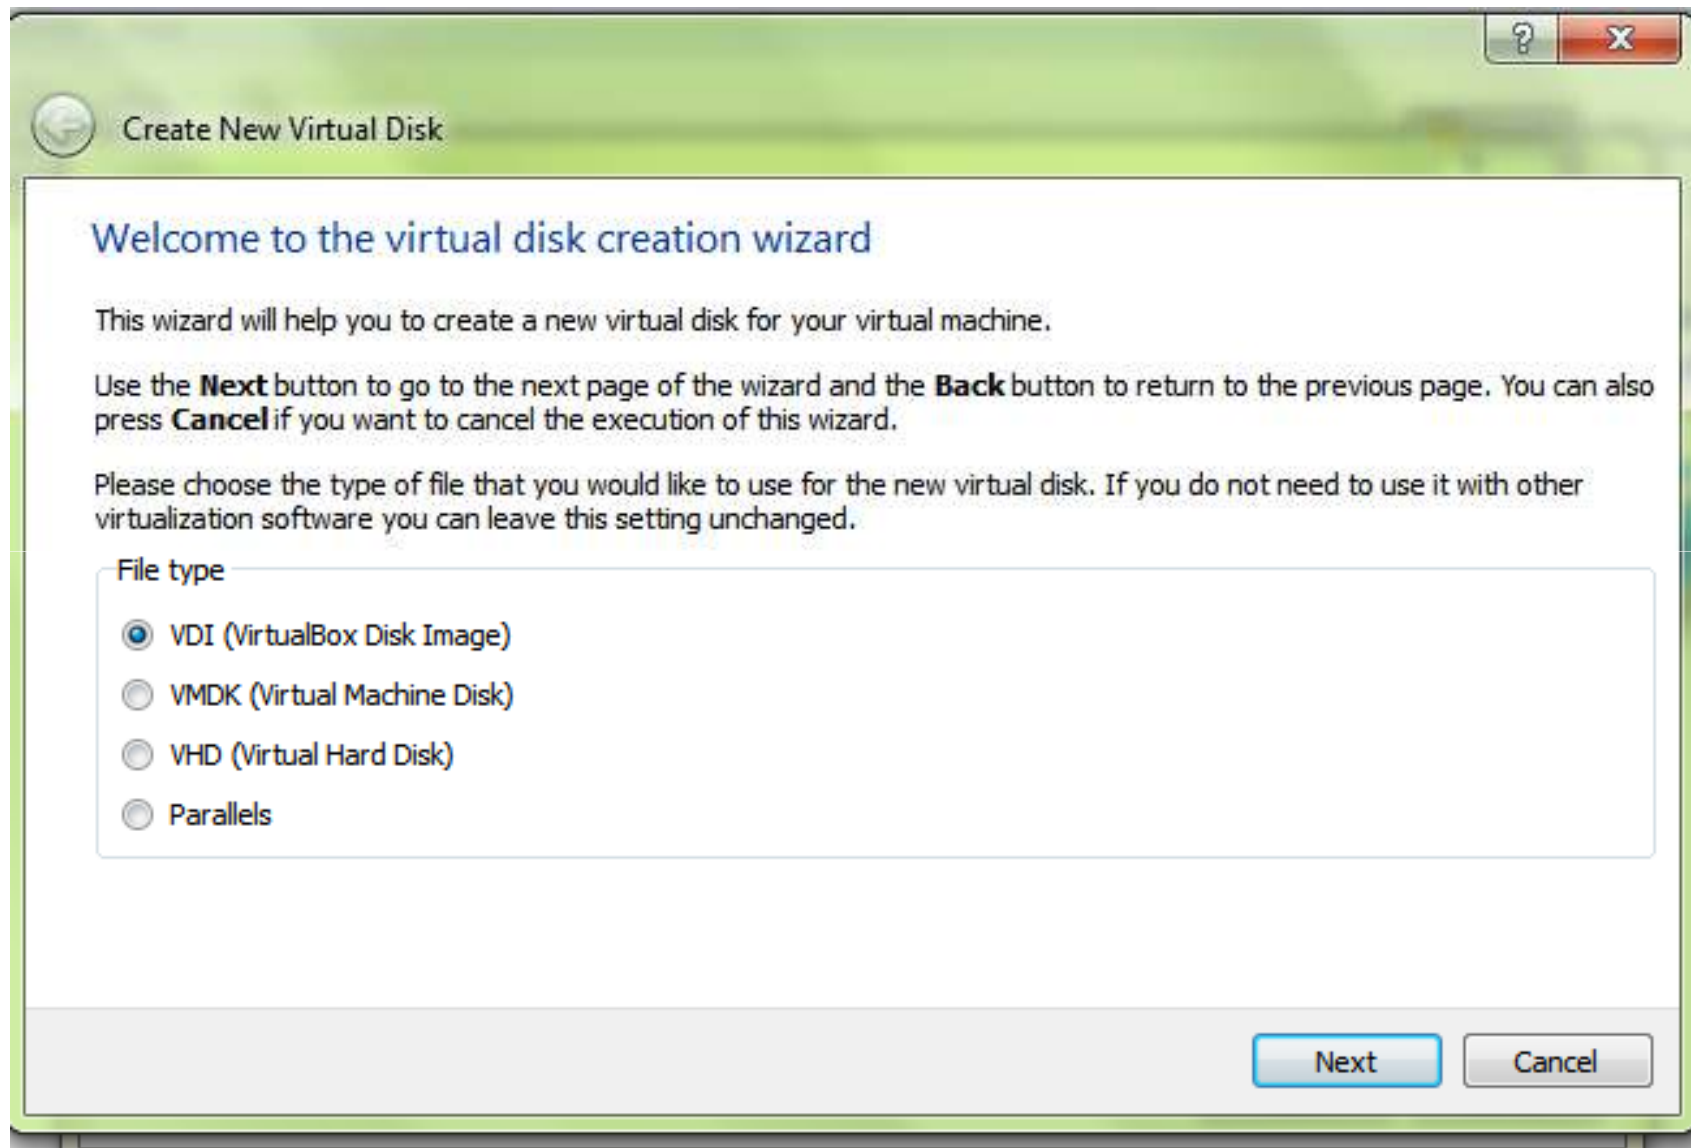 ?
Create New Virtual Disk
Welcome to the virtual disk creation wizard
This wizard will help you to create a new virtual disk for your virtual machine.
Use the Next button to go to the next page of the wizard and the Back button to return to the previous page. You can also
press Cancel if you want to cancel the execution of this wizard.
Please choose the type of file that you would like to use for the new virtual disk. If you do not need to use it with other
virtualization software you can leave this setting unchanged.
File type
VDI (VirtualBox Disk Image)
VMDK (Virtual Machine Disk)
VHD (Virtual Hard Disk)
Parallels
Next Cancel